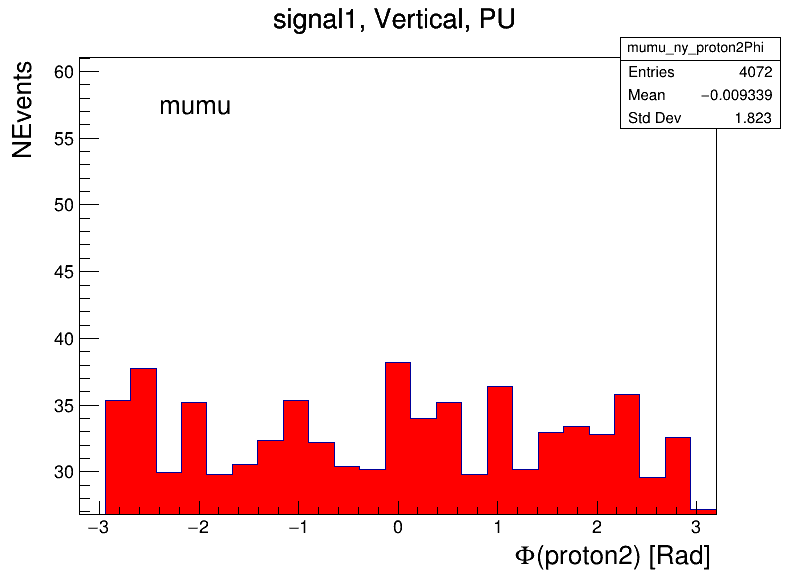 signal1, Vertical, PU
mumu_ny_proton2Phi
Entries 4072
Mean −0.009339
Std Dev 1.823
NEvents
mumu
60
55
50
45
40
35
30
−3 −2 −1 0 1 2 3
Φ(proton2) [Rad]